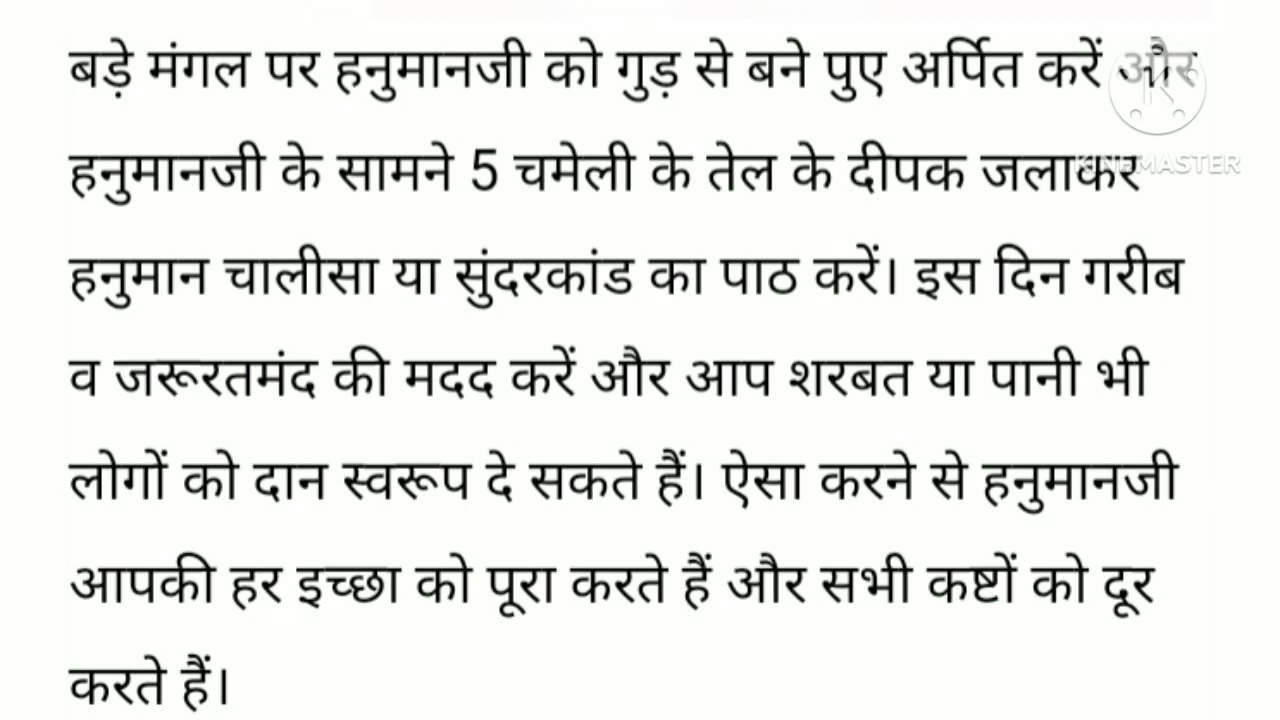 बड़े मंगल पर हनुमानजी को गुड़ से बने पुए अर्पित करें और
हनुमानजी के सामने 5 चमेली के तेल के दीपक जलाकर
KINEMASTER
हनुमान चालीसा या सुंदरकांड का पाठ करें। इस दिन गरीब
व जरूरतमंद की मदद करें और आप शरबत या पानी भी
लोगों को दान स्वरूप दे सकते हैं। ऐसा करने से हनुमानजी
आपकी हर इच्छा को पूरा करते हैं और सभी कष्टों को दूर
करते हैं।